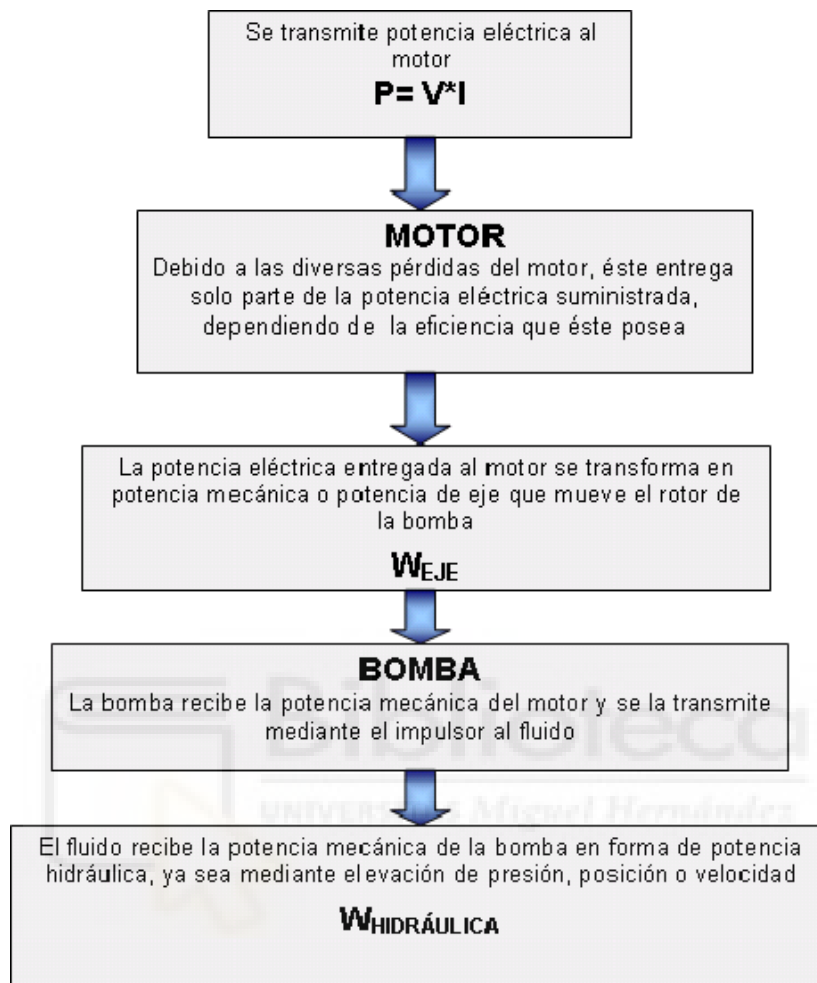 Se transmite potencia eléctrica al
motor
P= V*I
MOTOR
Debido a las diversas pérdidas del motor, éste entrega
solo parte de la potencia eléctrica suministrada,
dependiendo de la eficiencia que éste posea
La potencia eléctrica entregada al motor se transforma en
potencia mecánica o potencia de eje que mueve el rotor de
la bomba
WEJE
BOMBA
La bomba recibe la potencia mecánica del motor y se la transmite
mediante el impulsor al fluido
Biblioteca
UNIVERSITAS Miguel Hernández
El fluido recibe la potencia mecánica de la bomba en forma de potencia
hidráulica, ya sea mediante elevación de presión, posición o velocidad
WHIDRÁULICA